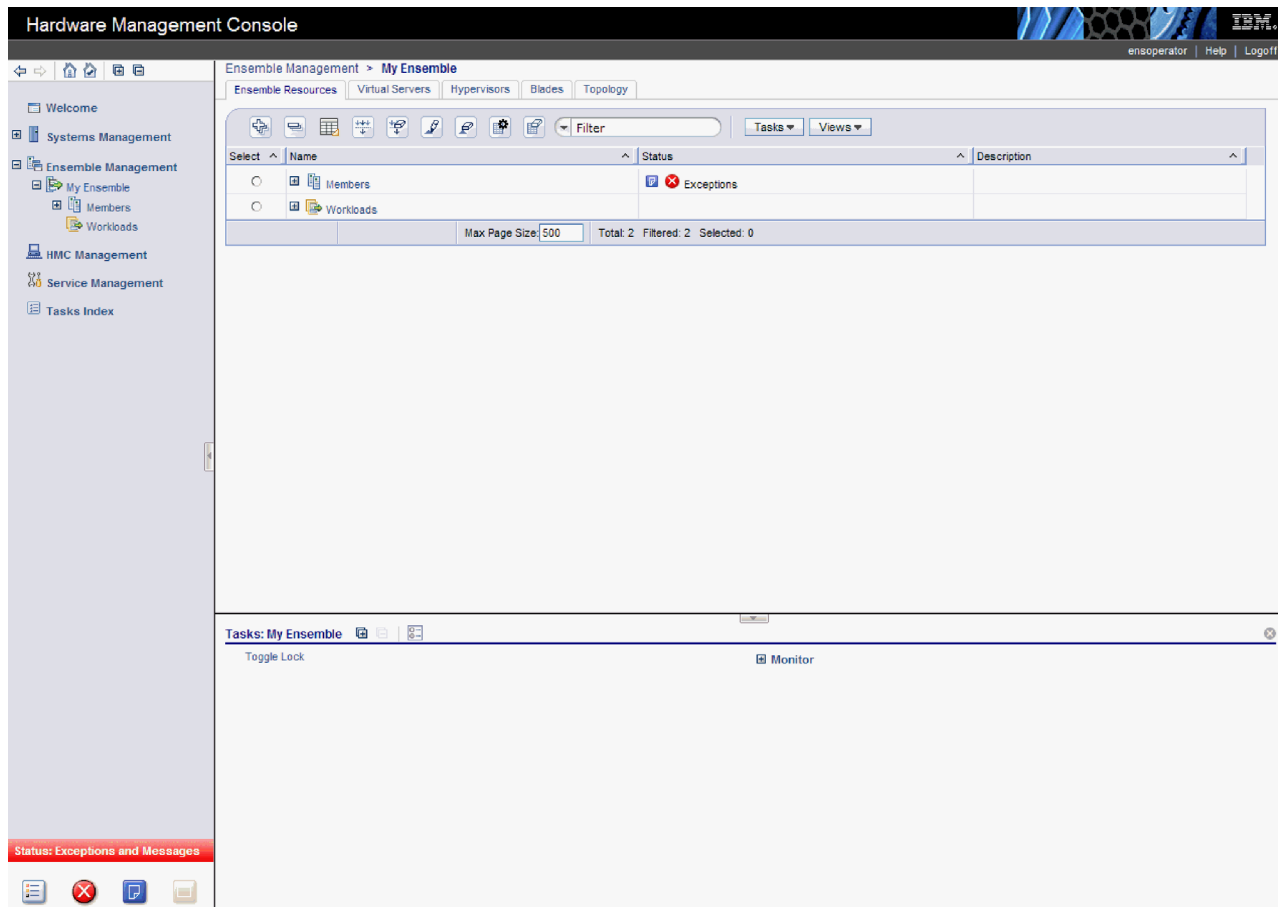 Hardware Management Console
IBM.
ensoperator | Help | Logoff
Welcome
Systems Management
Ensemble Management
My Ensemble
Members
Workloads
HMC Management
Service Management
Tasks Index
Status: Exceptions and Messages
Ensemble Management > My Ensemble
Ensemble Resources Virtual Servers Hypervisors Blades Topology
Filter Tasks Views
Select Name Status Description
Members Exceptions
Workloads
Max Page Size: 500 Total: 2 Filtered: 2 Selected: 0
Tasks: My Ensemble
Toggle Lock Monitor